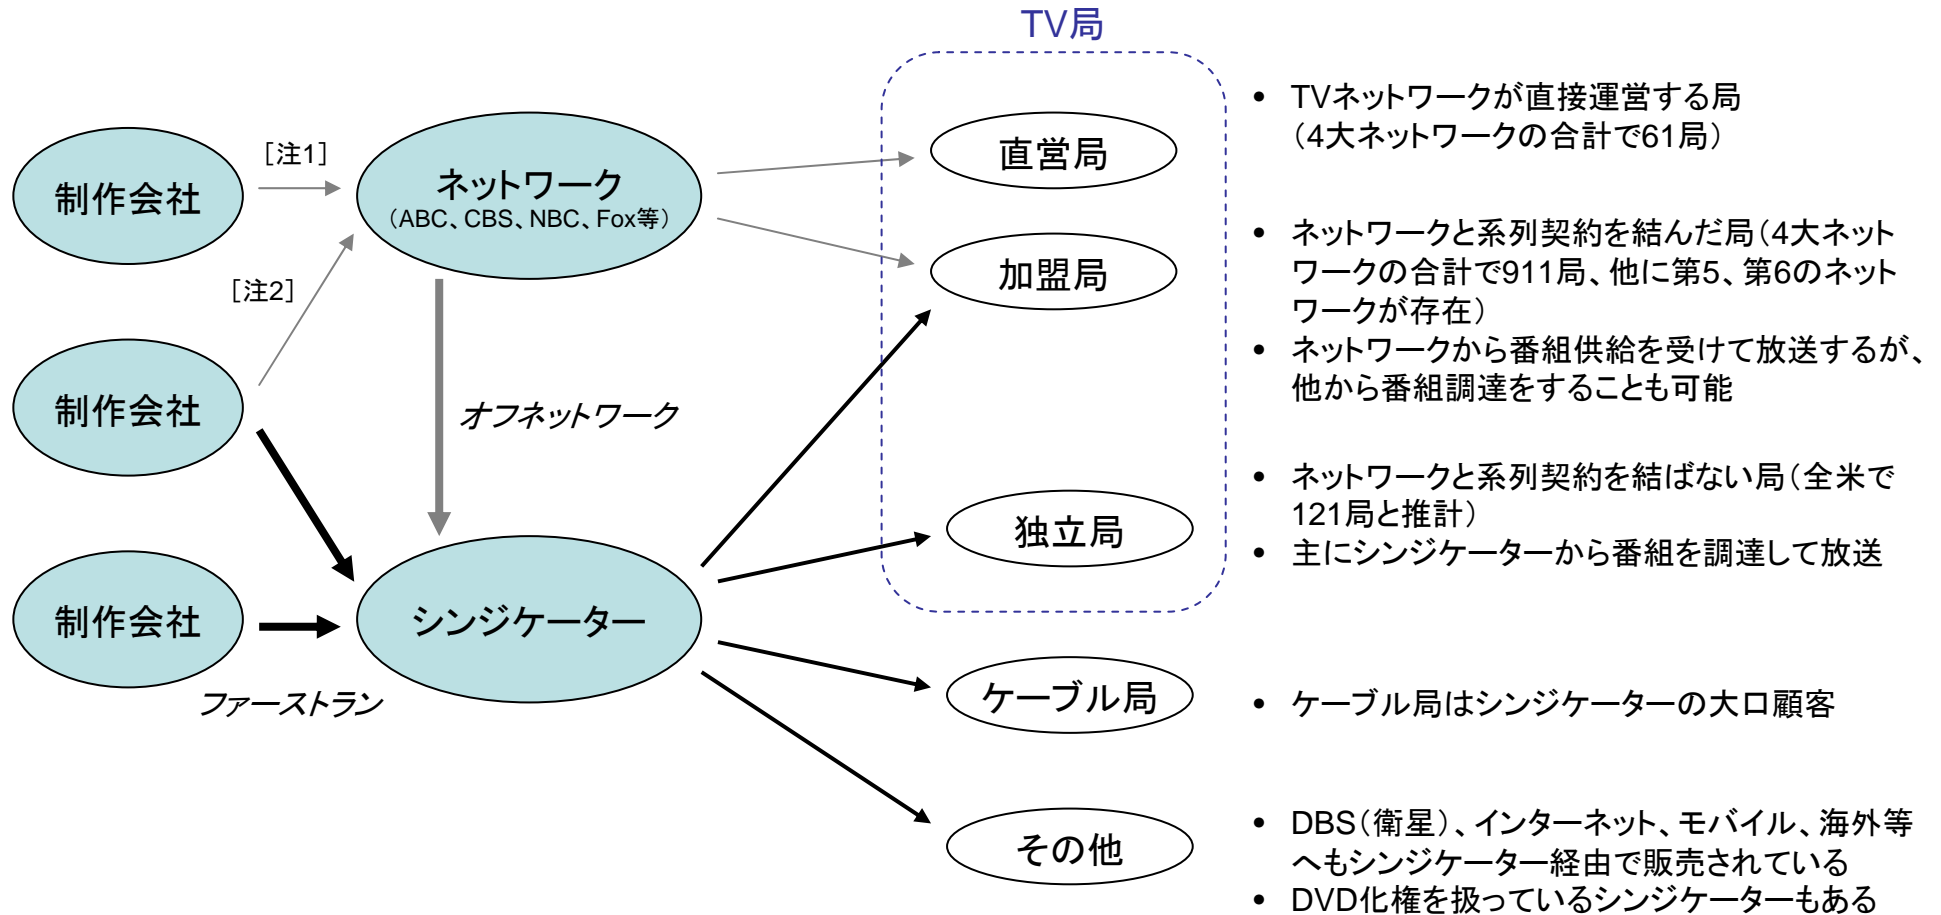 TV局
制作会社
[注1]
ネットワーク
(ABC、CBS、NBC、Fox等)
直営局
• TVネットワークが直接運営する局
(4大ネットワークの合計で61局)
[注2]
加盟局
• ネットワークと系列契約を結んだ局(4大ネット
ワークの合計で911局、他に第5、第6のネット
ワークが存在)
• ネットワークから番組供給を受けて放送するが、
他から番組調達をすることも可能
制作会社
オフネットワーク
独立局
• ネットワークと系列契約を結ばない局(全米で
121局と推計)
• 主にシンジケーターから番組を調達して放送
制作会社
シンジケーター
ファーストラン
ケーブル局
• ケーブル局はシンジケーターの大口顧客
その他
• DBS(衛星)、インターネット、モバイル、海外等
へもシンジケーター経由で販売されている
• DVD化権を扱っているシンジケーターもある